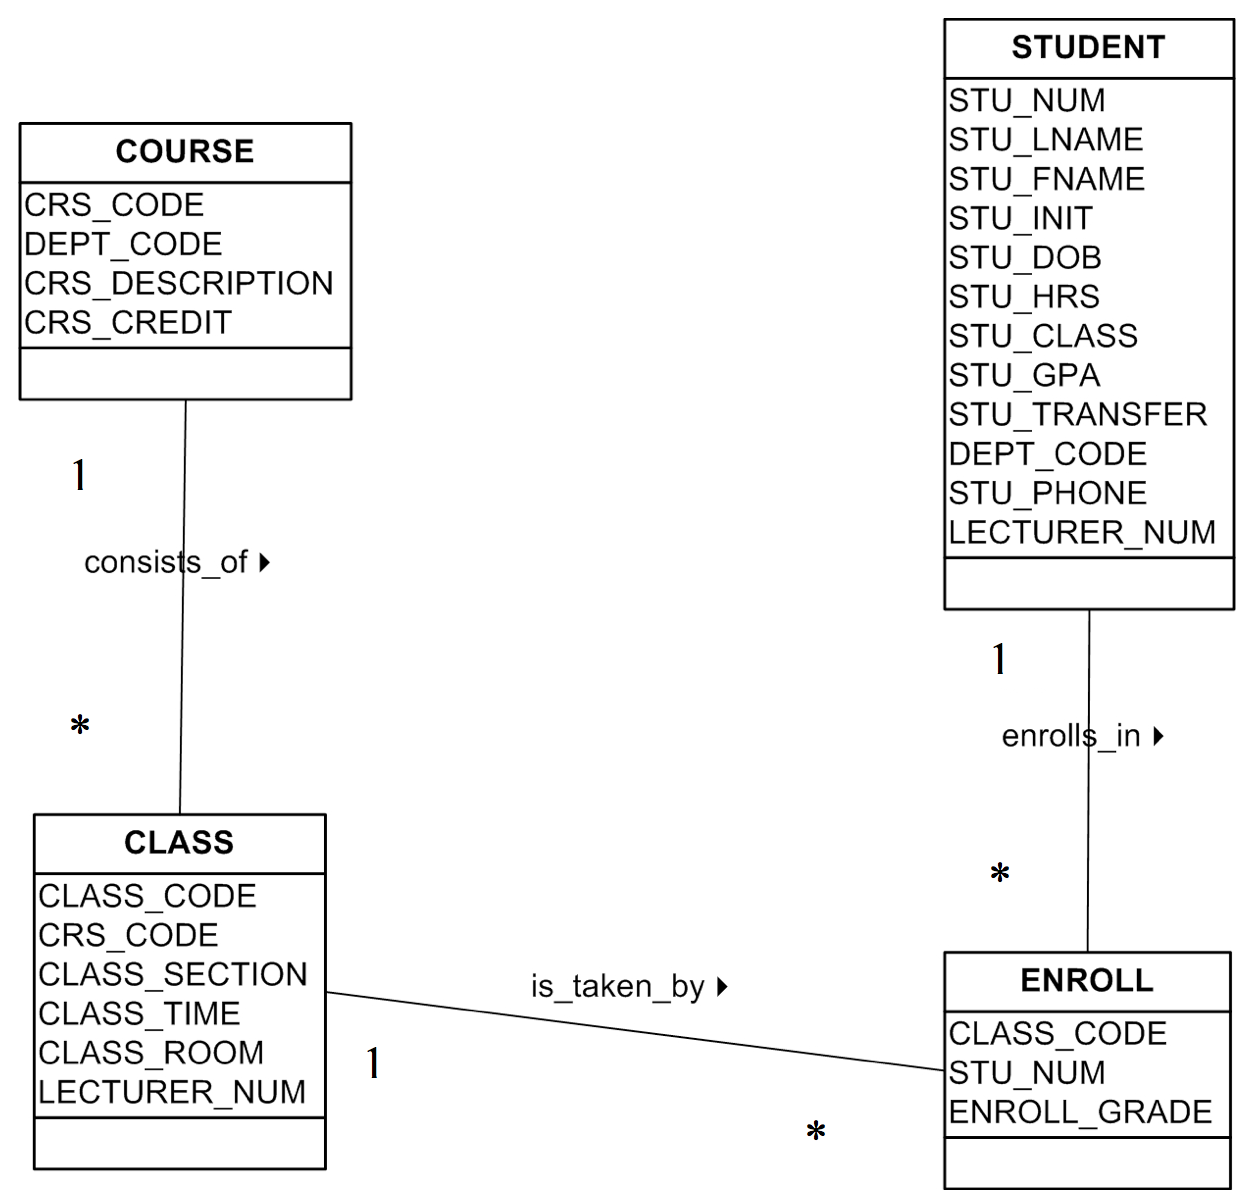 COURSE
CRS_CODE
DEPT_CODE
CRS_DESCRIPTION
CRS_CREDIT
1
consists_of
*
CLASS
CLASS_CODE
CRS_CODE
CLASS_SECTION
CLASS_TIME
CLASS_ROOM
LECTURER_NUM
is_taken_by
1
*
STUDENT
STU_NUM
STU_LNAME
STU_FNAME
STU_INIT
STU_DOB
STU_HRS
STU_CLASS
STU_GPA
STU_TRANSFER
DEPT_CODE
STU_PHONE
LECTURER_NUM
1
enrolls_in
*
ENROLL
CLASS_CODE
STU_NUM
ENROLL_GRADE